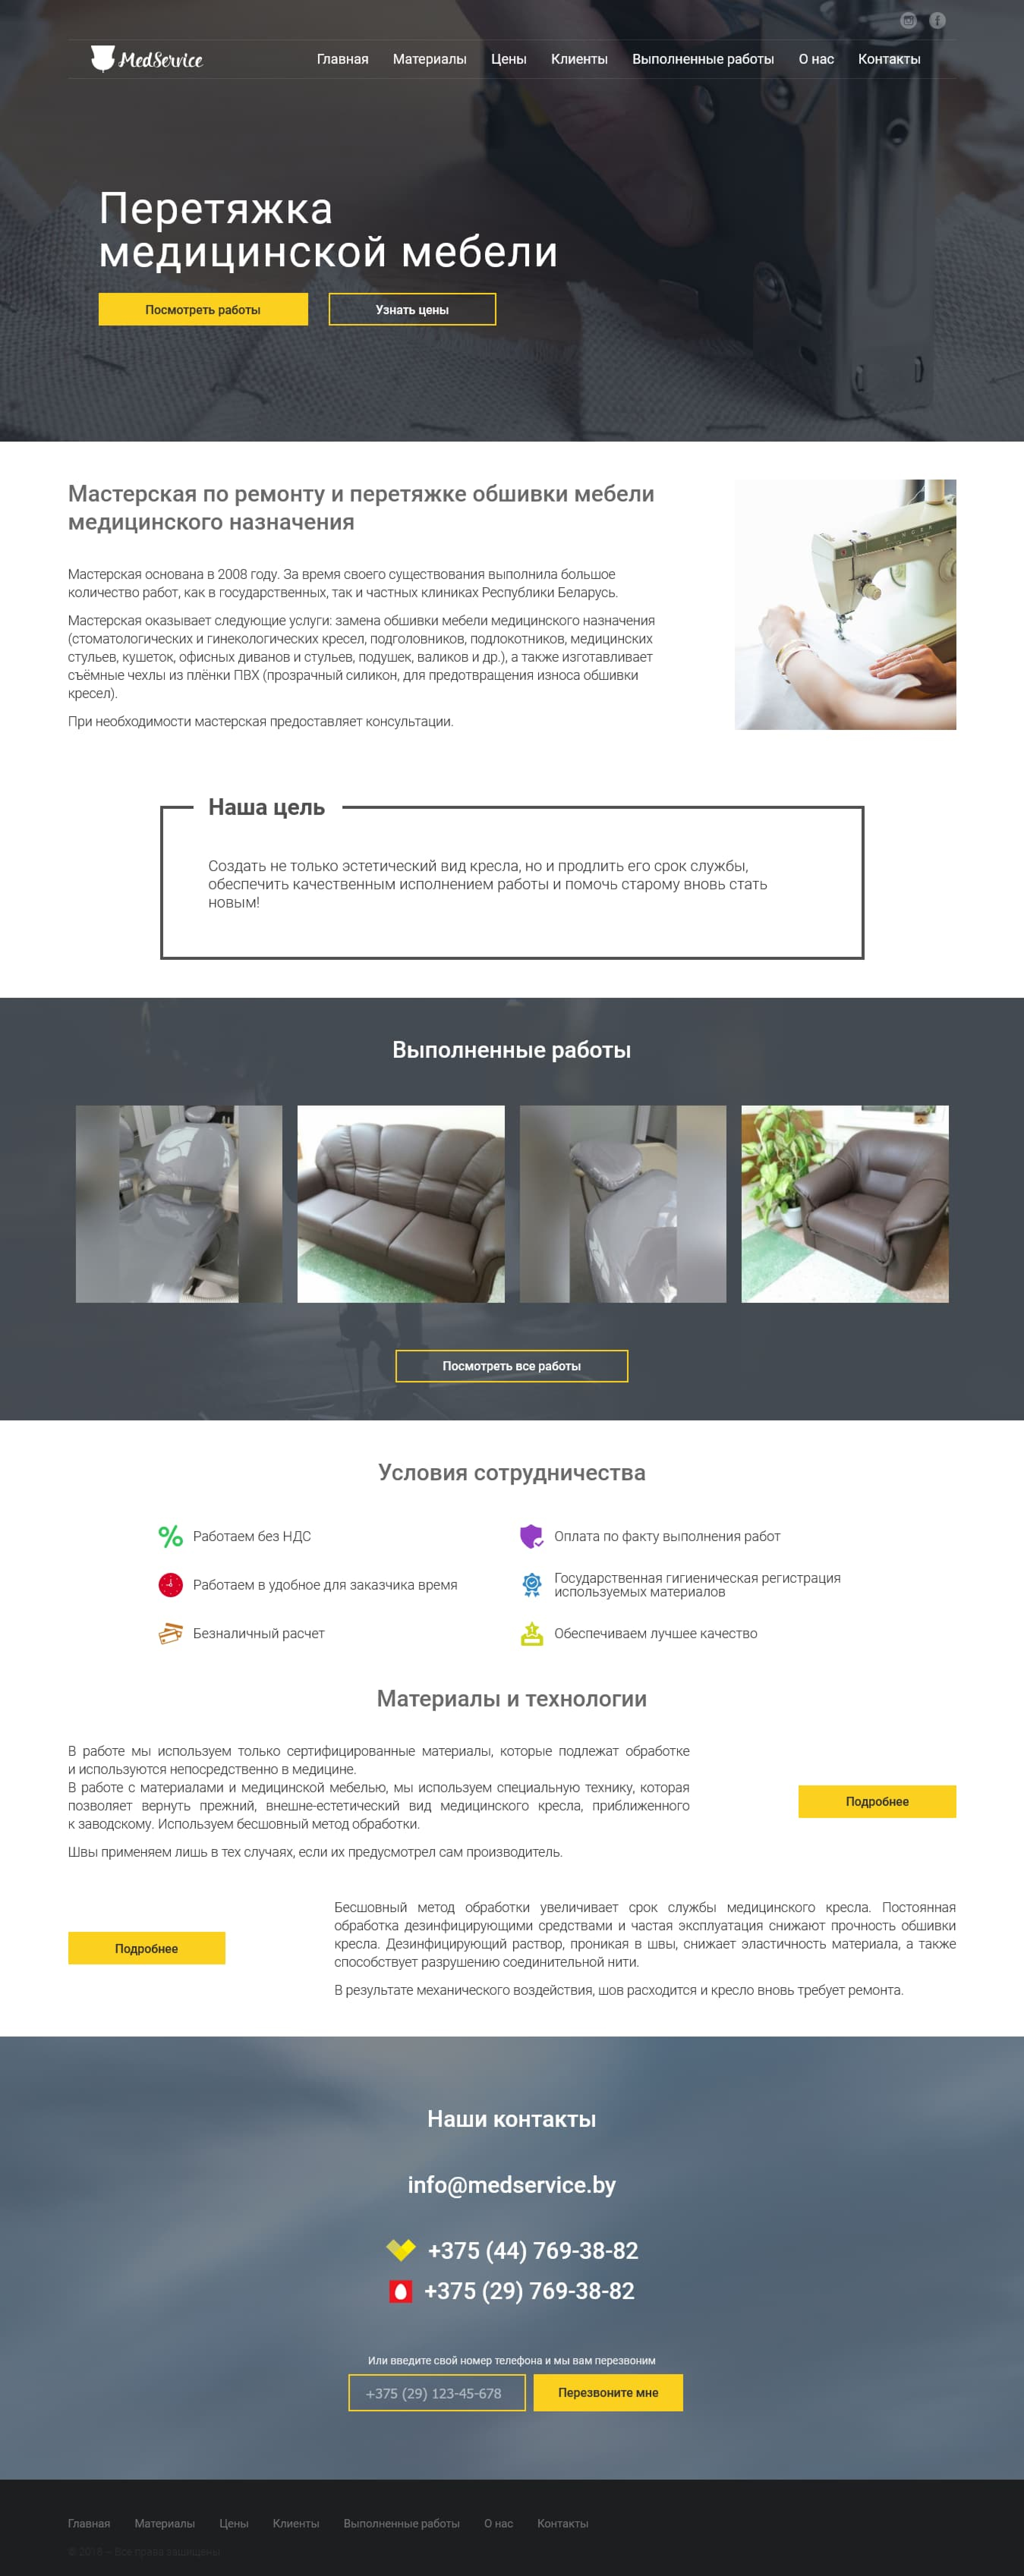 MedService
Главная Материалы Цены Клиенты Выполненные работы О нас Контакты
Перетяжка
медицинской мебели
Посмотреть работы Узнать цены
Мастерская по ремонту и перетяжке обшивки мебели
медицинского назначения
Мастерская основана в 2008 году. За время своего существования выполнила большое
количество работ, как в государственных, так и частных клиниках Республики Беларусь.
Мастерская оказывает следующие услуги: замена обшивки мебели медицинского назначения
(стоматологических и гинекологических кресел, подголовников, подлокотников, медицинских
стульев, кушеток, офисных диванов и стульев, подушек, валиков и др.), а также изготавливает
съёмные чехлы из плёнки ПВХ (прозрачный силикон, для предотвращения износа обшивки
кресел).
При необходимости мастерская предоставляет консультации.
Наша цель
Создать не только эстетический вид кресла, но и продлить его срок службы,
обеспечить качественным исполнением работы и помочь старому вновь стать
новым!
Выполненные работы
Посмотреть все работы
Условия сотрудничества
Работаем без НДС
Оплата по факту выполнения работ
Работаем в удобное для заказчика время
Государственная гигиеническая регистрация
используемых материалов
Безналичный расчет
Обеспечиваем лучшее качество
Материалы и технологии
В работе мы используем только сертифицированные материалы, которые подлежат обработке
и используются непосредственно в медицине.
В работе с материалами и медицинской мебелью, мы используем специальную технику, которая
позволяет вернуть прежний, внешне-естетический вид медицинского кресла, приближенного
к заводскому. Используем бесшовный метод обработки.
Швы применяем лишь в тех случаях, если их предусмотрел сам производитель.
Подробнее
Бесшовный метод обработки увеличивает срок службы медицинского кресла. Постоянная
обработка дезинфицирующими средствами и частая эксплуатация снижают прочность обшивки
кресла. Дезинфицирующий раствор, проникая в швы, снижает эластичность материала, а также
способствует разрушению соединительной нити.
В результате механического воздействия, шов расходится и кресло вновь требует ремонта.
Подробнее
Наши контакты
info@medservice.by
+375 (44) 769-38-82
+375 (29) 769-38-82
Или введите свой номер телефона и мы вам перезвоним
+375 (29) 123-45-678 Перезвоните мне
Главная Материалы Цены Клиенты Выполненные работы О нас Контакты